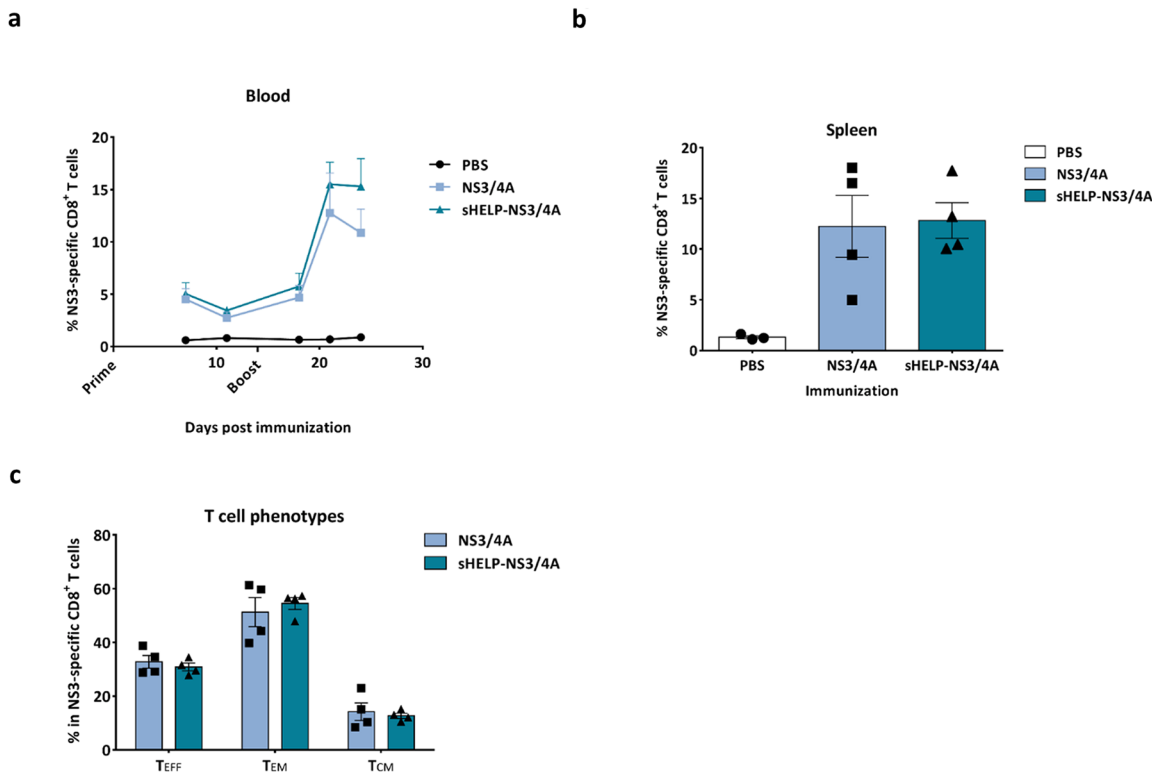 a
Blood
% NS3-specific CD8⁺ T cells
20
15
10
5
0
10
20
30
Prime
Boost
Days post immunization
PBS
NS3/4A
sHELP-NS3/4A
b
Spleen
% NS3-specific CD8⁺ T cells
20
15
10
5
0
PBS
NS3/4A
sHELP-NS3/4A
Immunization
PBS
NS3/4A
sHELP-NS3/4A
c
T cell phenotypes
% in NS3-specific CD8⁺ T cells
80
60
40
20
0
TEFF
TEM
TCM
NS3/4A
sHELP-NS3/4A